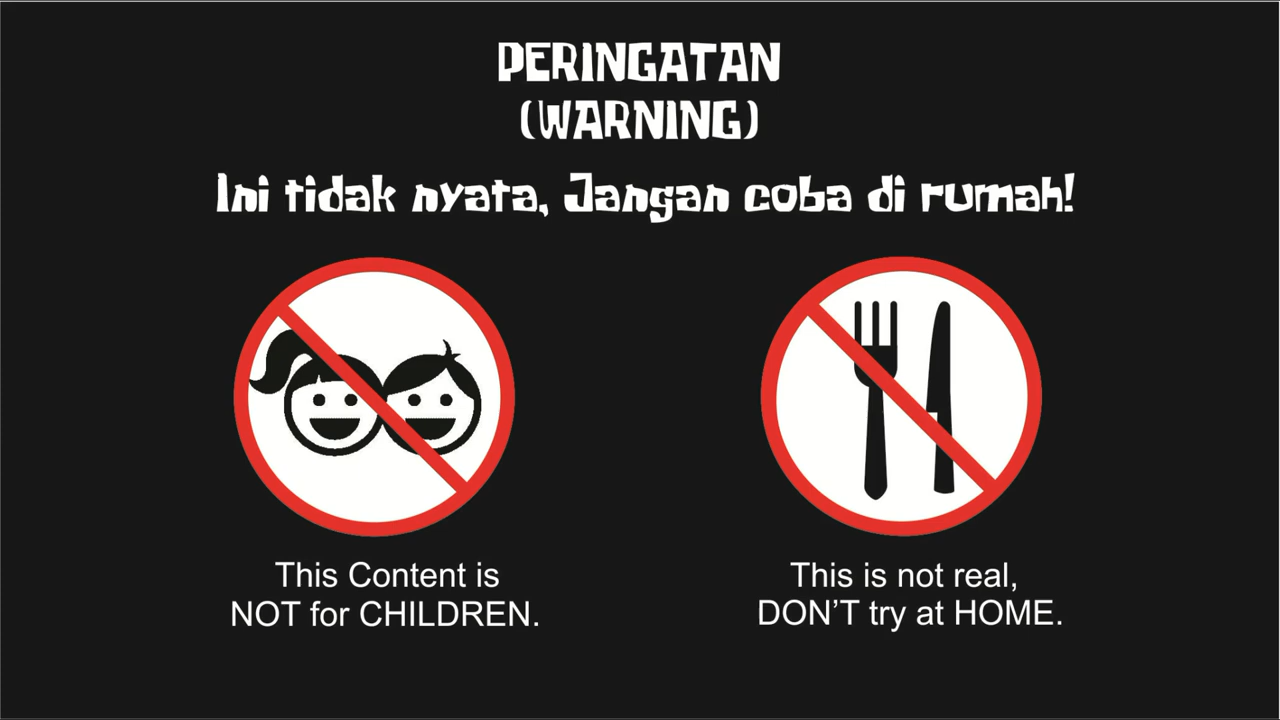 PERINGATAN
(WARNING)
Ini tidak nyata, Jangan coba di rumah!
This Content is
NOT for CHILDREN.
This is not real,
DON'T try at HOME.